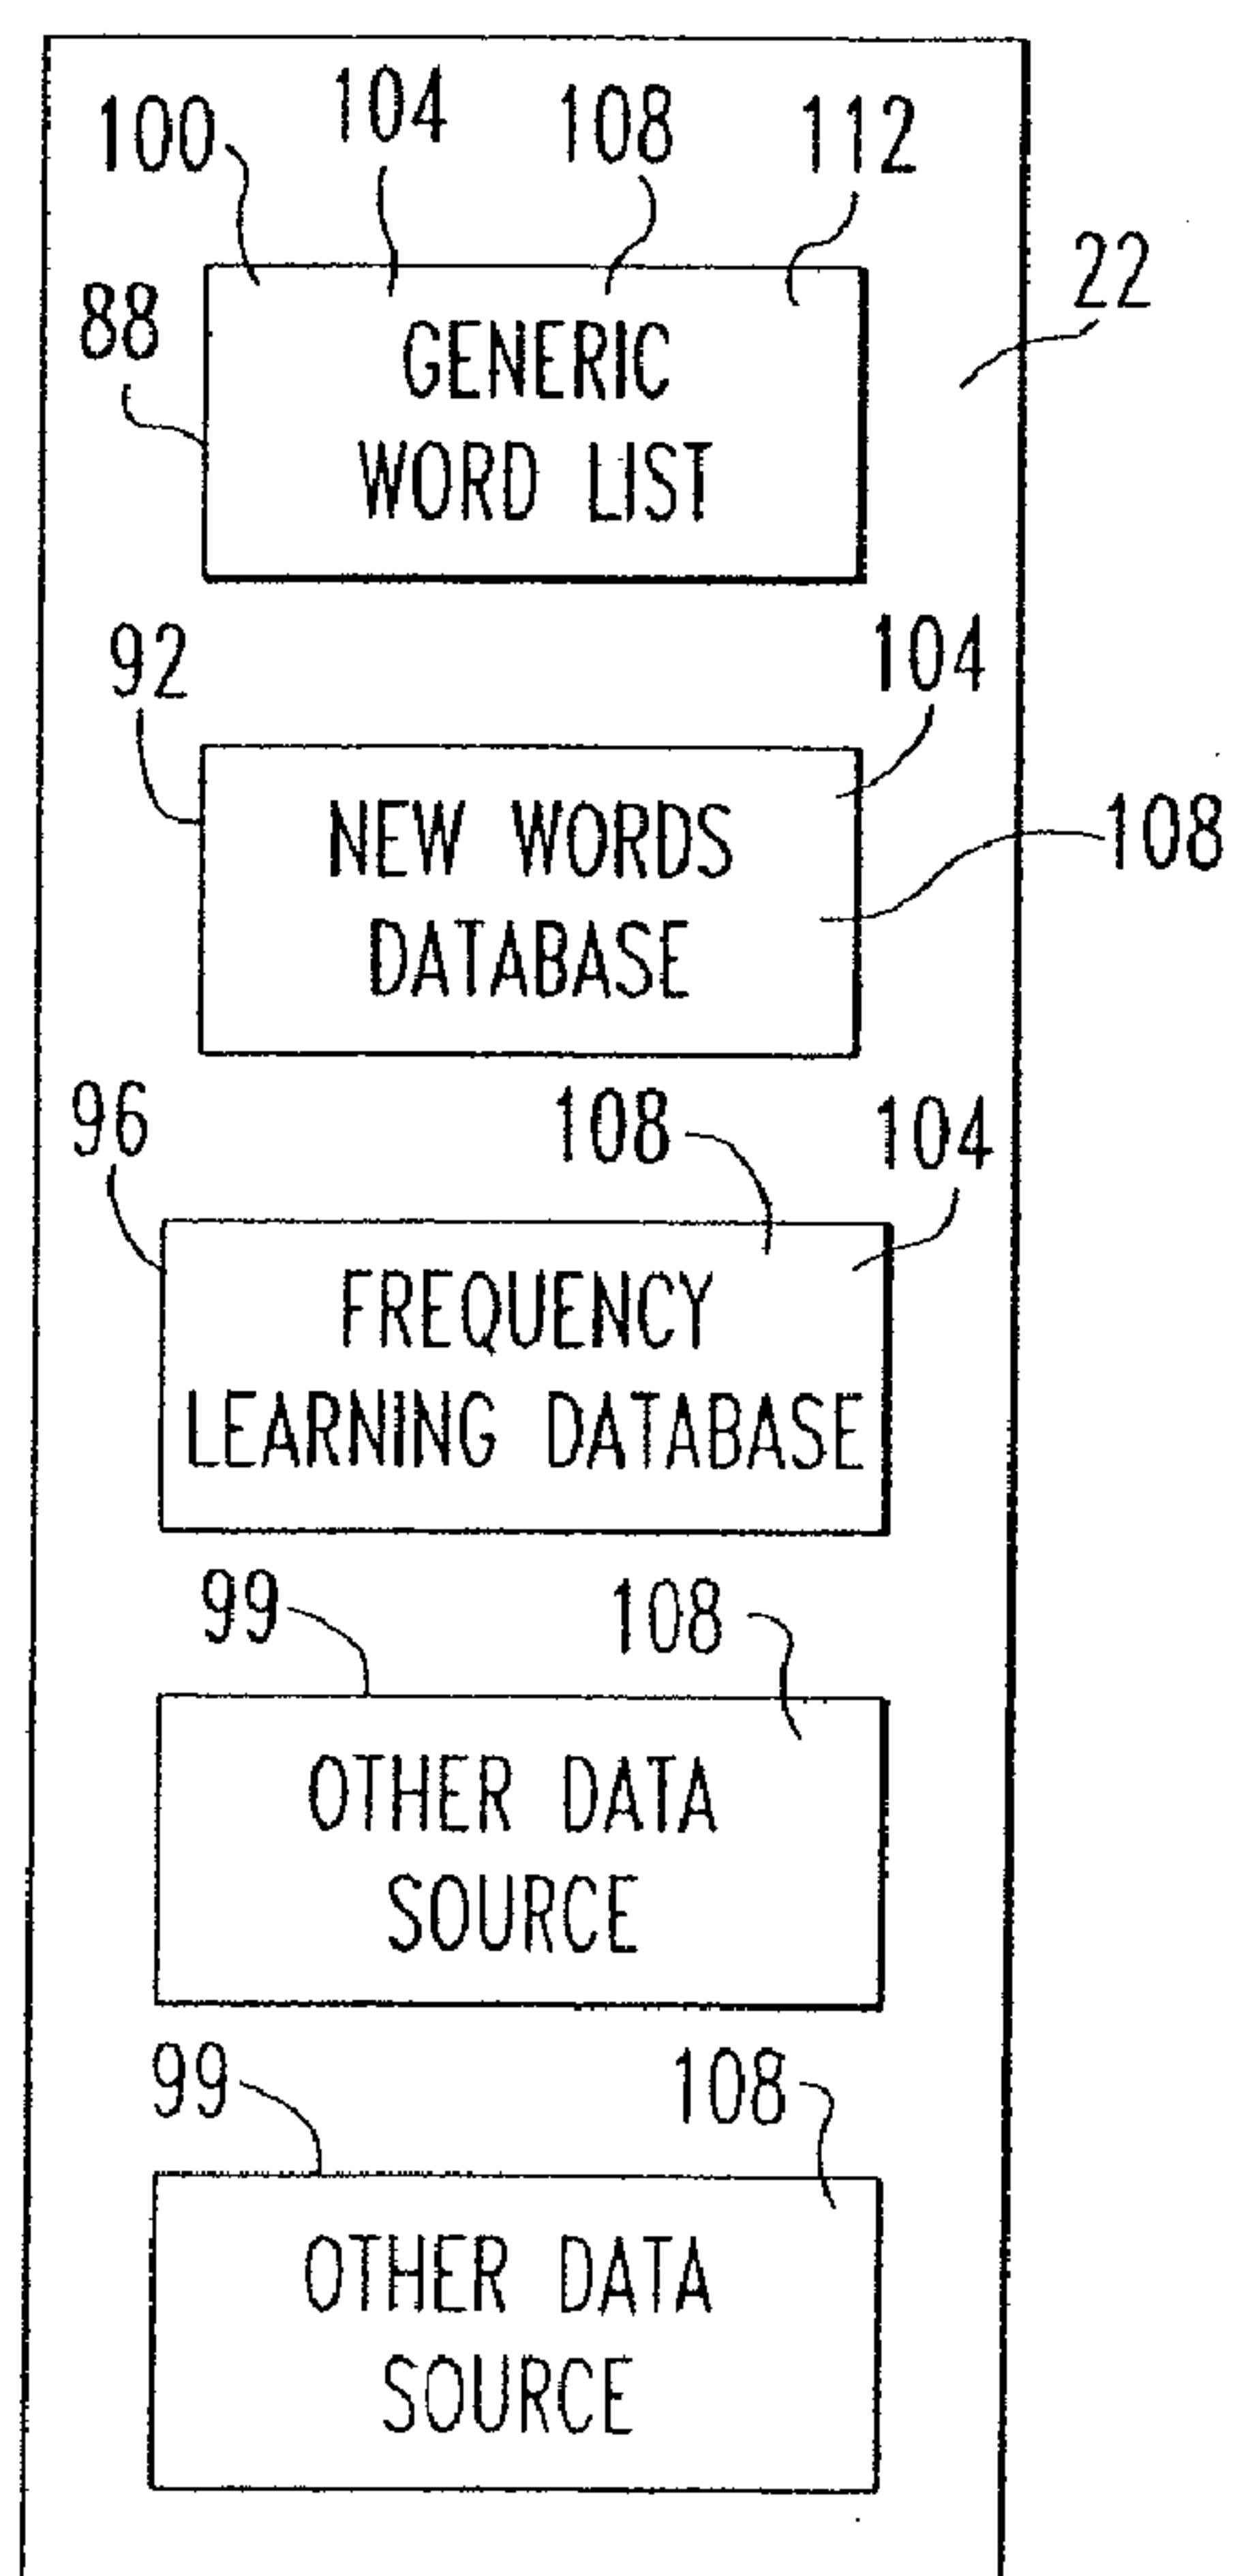 100 104 108 112
22
88
GENERIC
WORD LIST
92
104
NEW WORDS
108
DATABASE
96
108 104
FREQUENCY
LEARNING DATABASE
99 108
OTHER DATA
SOURCE
99 108
OTHER DATA
SOURCE